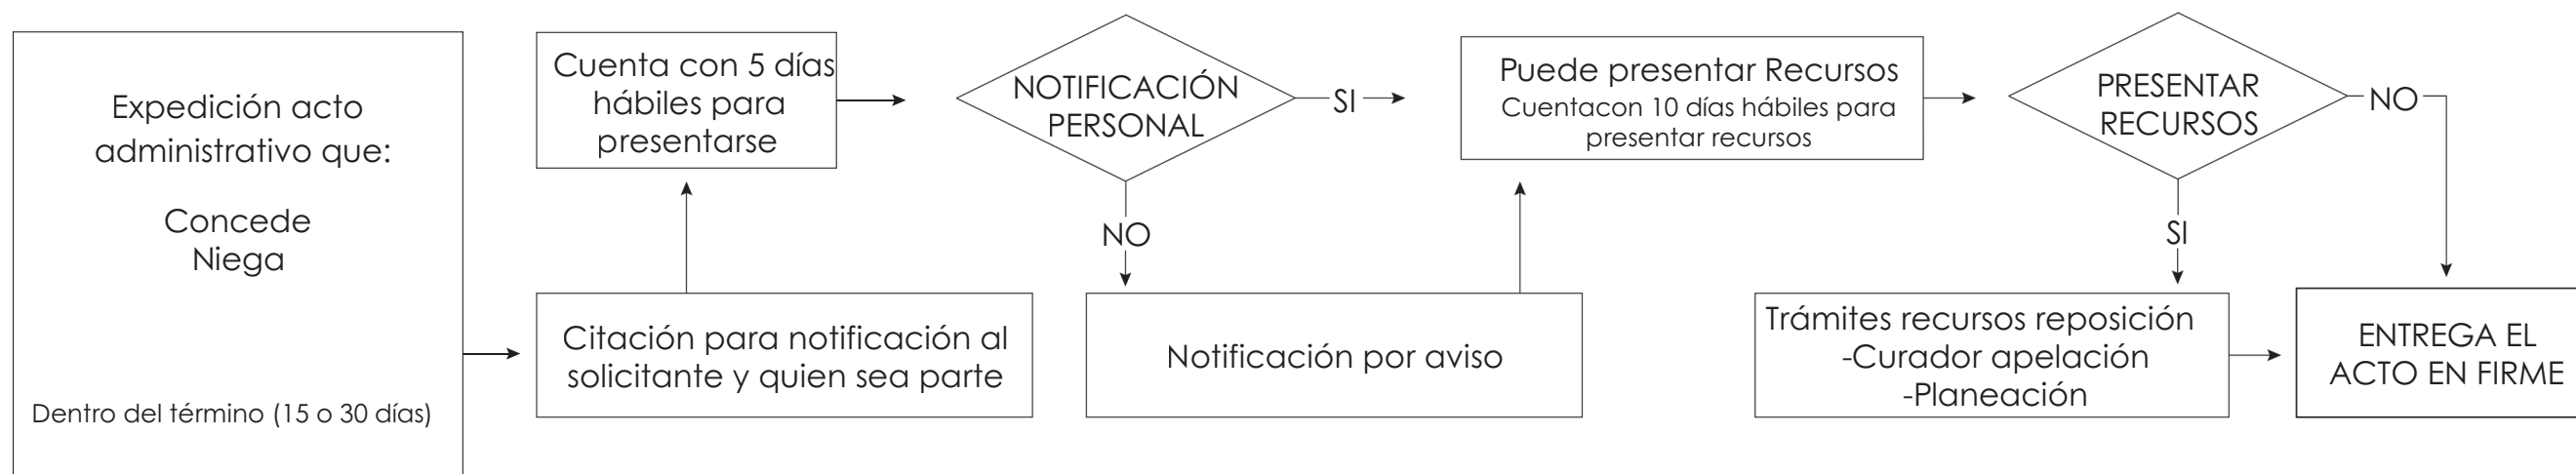 Expedición acto
administrativo que:
Concede
Niega
Dentro del término (15 o 30 días)
Cuenta con 5 días
hábiles para
presentarse
Citación para notificación al
solicitante y quien sea parte
NOTIFICACIÓN
PERSONAL
SI
NO
Notificación por aviso
Puede presentar Recursos
Cuentacon 10 días hábiles para
presentar recursos
PRESENTAR
RECURSOS
NO
SI
Trámites recursos reposición
-Curador apelación
-Planeación
ENTREGA EL
ACTO EN FIRME